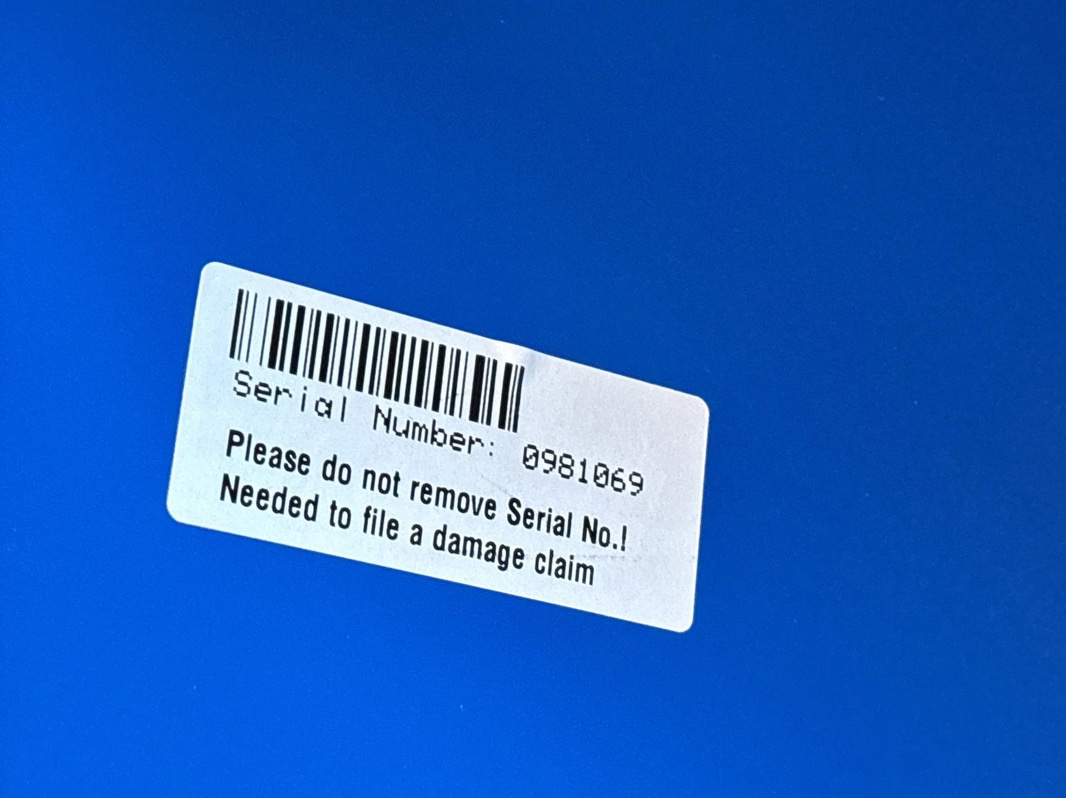 Serial Number: 0981069
Please do not remove Serial No.!
Needed to file a damage claim